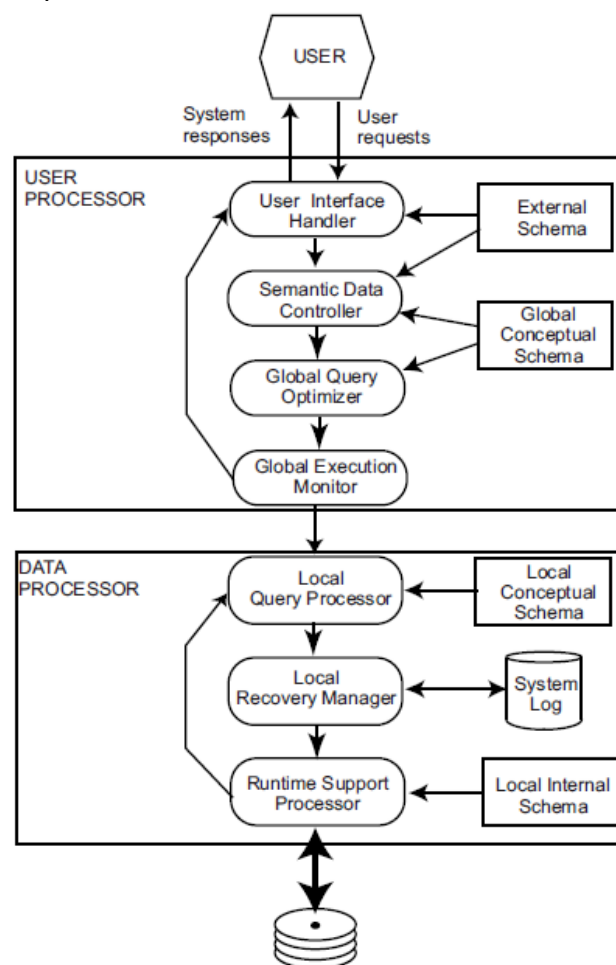 USER
System
responses
User
requests
USER
PROCESSOR
User Interface
Handler
External
Schema
Semantic Data
Controller
Global
Conceptual
Schema
Global Query
Optimizer
Global Execution
Monitor
DATA
PROCESSOR
Local
Query Processor
Local
Conceptual
Schema
Local
Recovery Manager
System
Log
Runtime Support
Processor
Local Internal
Schema